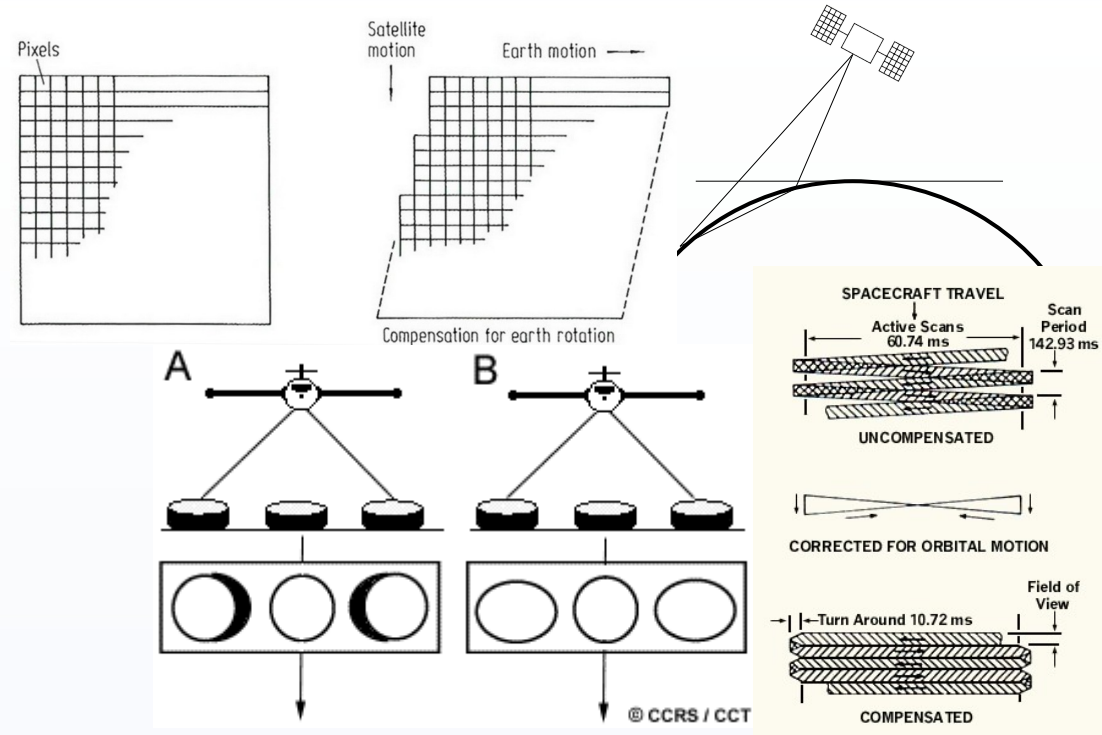 Pixels
Satellite
motion
Earth motion
Compensation for earth rotation
A
B
© CCRS / CCT
SPACECRAFT TRAVEL
Active Scans
60.74 ms
Scan
Period
142.93 ms
UNCOMPENSATED
CORRECTED FOR ORBITAL MOTION
Field of
View
Turn Around 10.72 ms
COMPENSATED